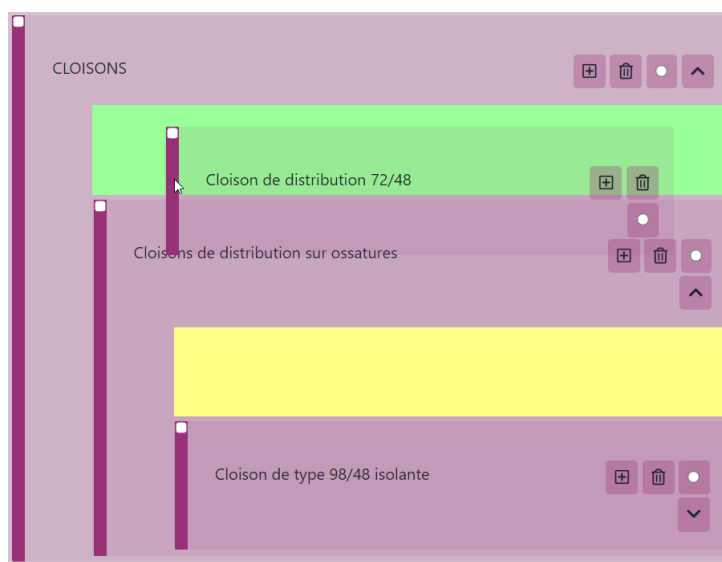 CLOISONS
Cloison de distribution 72/48
Cloisons de distribution sur ossatures
Cloison de type 98/48 isolante